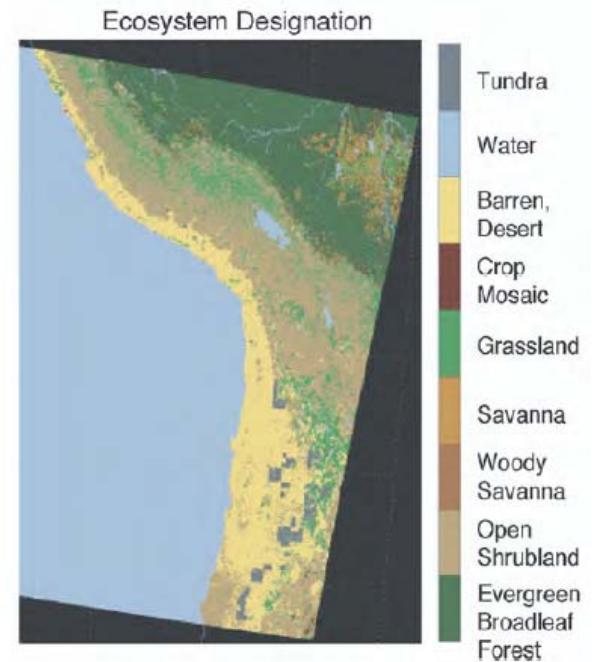 Ecosystem Designation
Tundra
Water
Barren,
Desert
Crop
Mosaic
Grassland
Savanna
Woody
Savanna
Open
Shrubland
Evergreen
Broadleaf
Forest